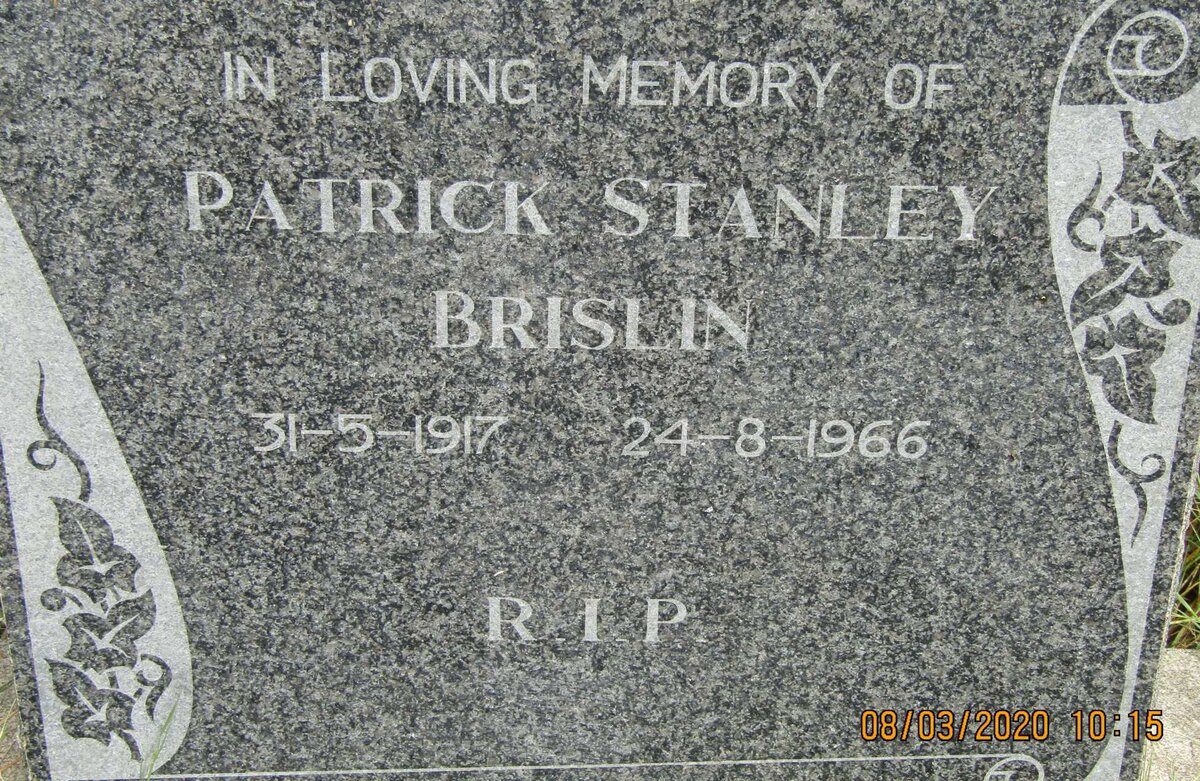 IN LOVING MEMORY OF
PATRICK STANLEY
BRISLIN
31-5-1917 24-8-1966
R.I.P.
08/03/2020 10:15